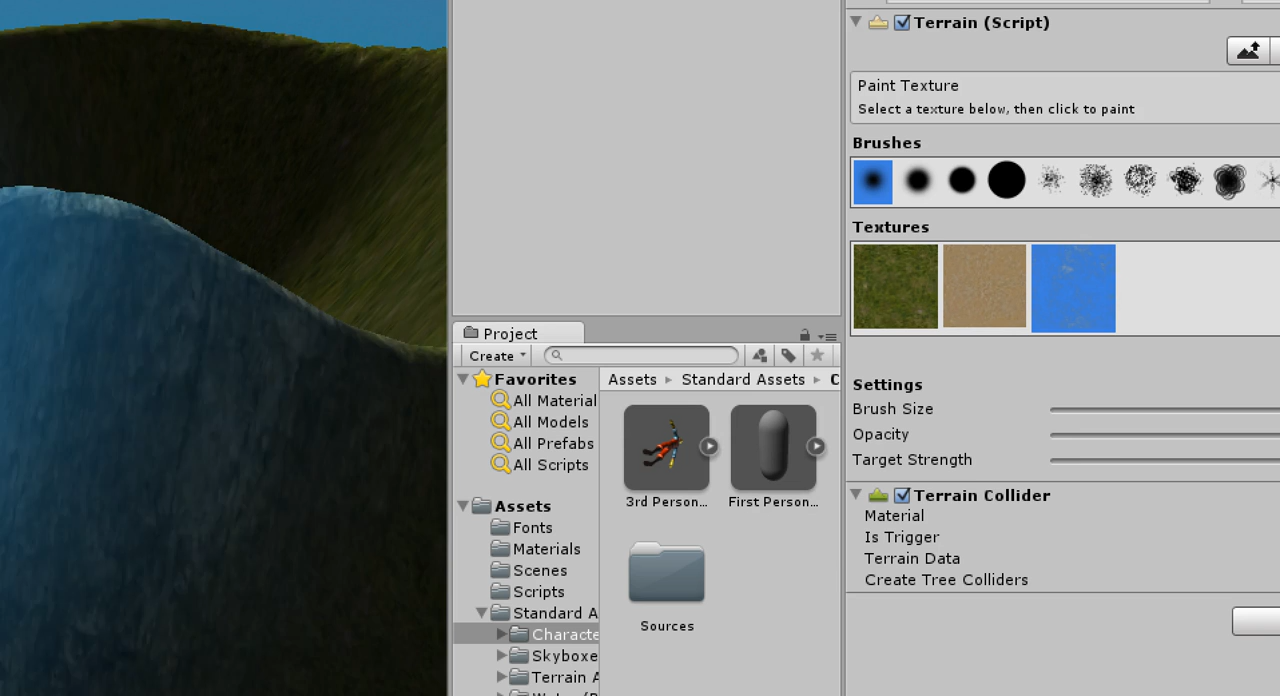 Terrain (Script)
Paint Texture
Select a texture below, then click to paint
Brushes
Textures
Settings
Brush Size
Opacity
Target Strength
Terrain Collider
Material
Is Trigger
Terrain Data
Create Tree Colliders
Project
Create
Favorites
All Material
All Models
All Prefabs
All Scripts
Assets
Fonts
Materials
Scenes
Scripts
Standard A
Characte
Skyboxe
Terrain A
Assets Standard Assets C
3rd Person... First Person...
Sources